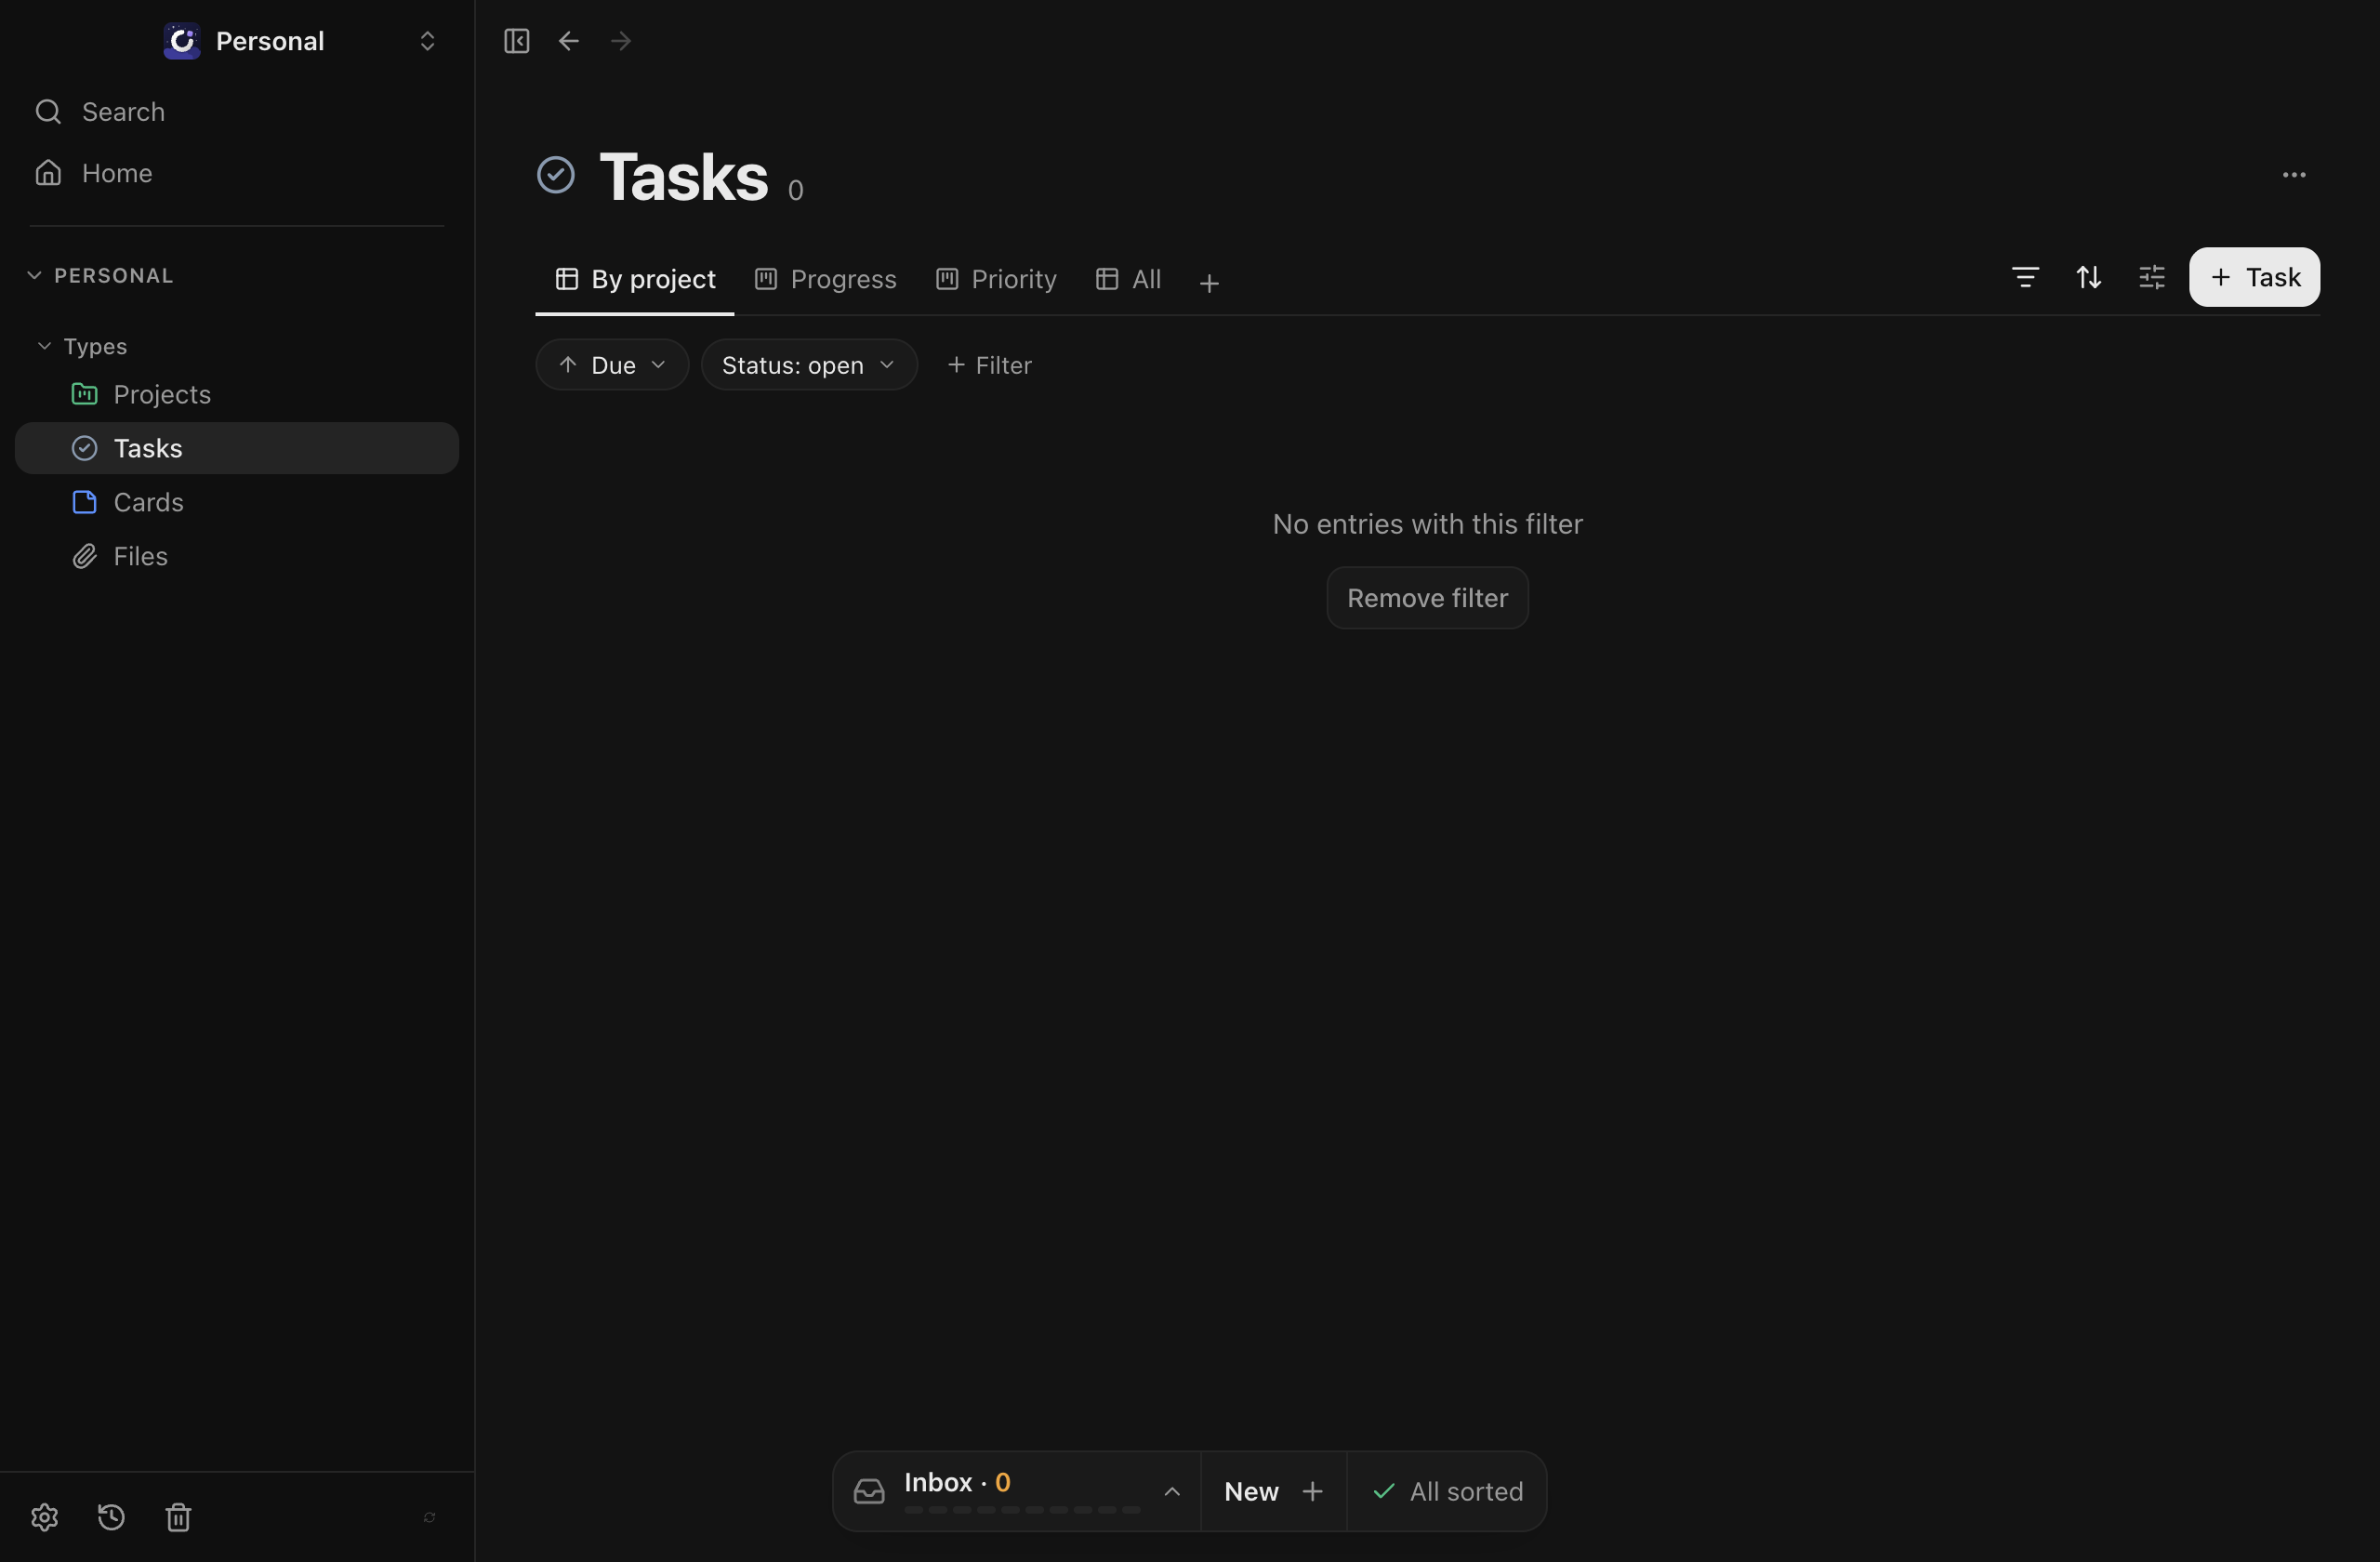 Personal
Search
Home
PERSONAL
Types
Projects
Tasks
Cards
Files
Tasks 0
By project Progress Priority All
Task
Due Status: open Filter
No entries with this filter
Remove filter
Inbox · 0
New
All sorted